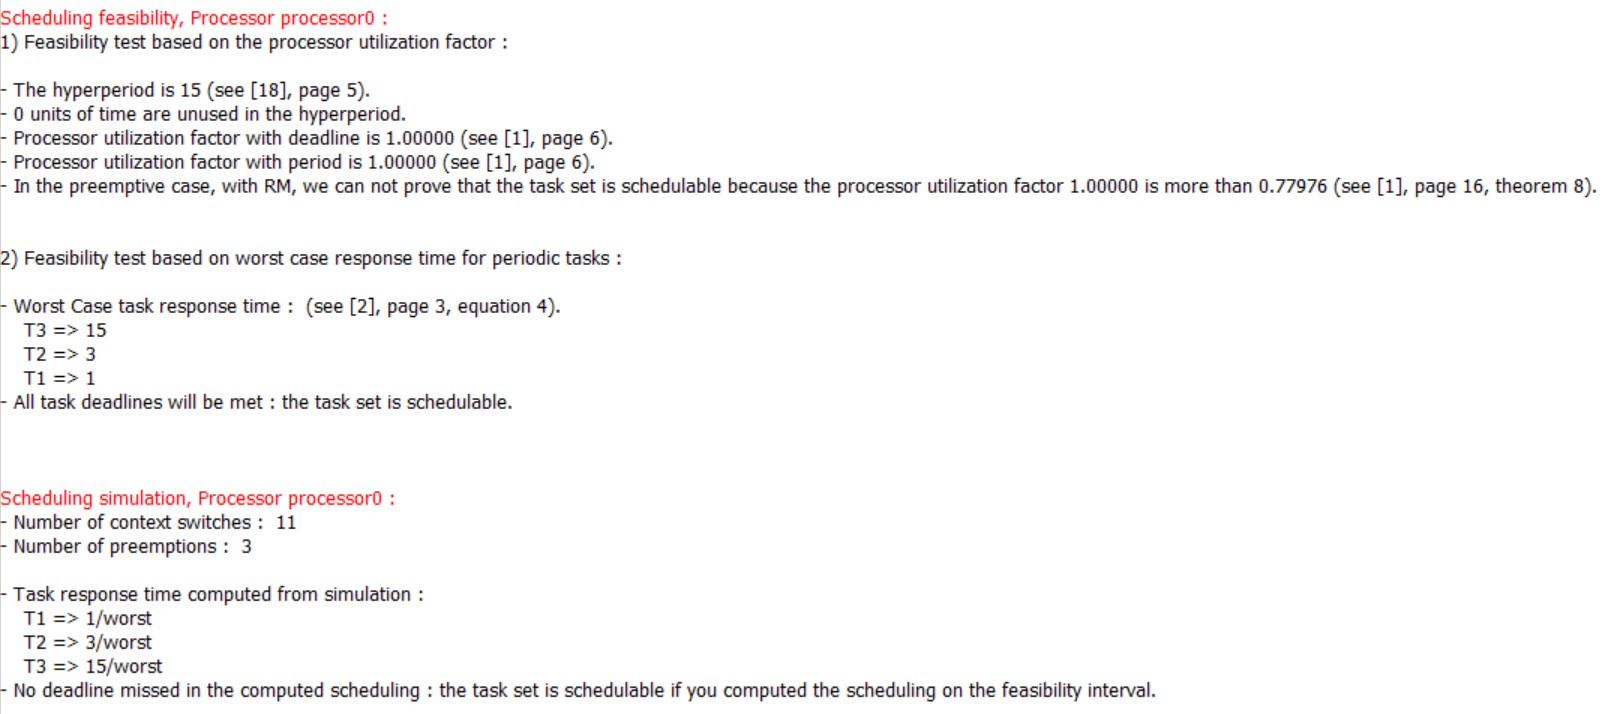 Scheduling feasibility, Processor processor0 :
1) Feasibility test based on the processor utilization factor :
- The hyperperiod is 15 (see [18], page 5).
- 0 units of time are unused in the hyperperiod.
- Processor utilization factor with deadline is 1.00000 (see [1], page 6).
- Processor utilization factor with period is 1.00000 (see [1], page 6).
- In the preemptive case, with RM, we can not prove that the task set is schedulable because the processor utilization factor 1.00000 is more than 0.77976 (see [1], page 16, theorem 8).
2) Feasibility test based on worst case response time for periodic tasks :
- Worst Case task response time :  (see [2], page 3, equation 4).
T3 => 15
T2 => 3
T1 => 1
- All task deadlines will be met : the task set is schedulable.
Scheduling simulation, Processor processor0 :
- Number of context switches :  11
- Number of preemptions :  3
- Task response time computed from simulation :
T1 => 1/worst
T2 => 3/worst
T3 => 15/worst
- No deadline missed in the computed scheduling : the task set is schedulable if you computed the scheduling on the feasibility interval.